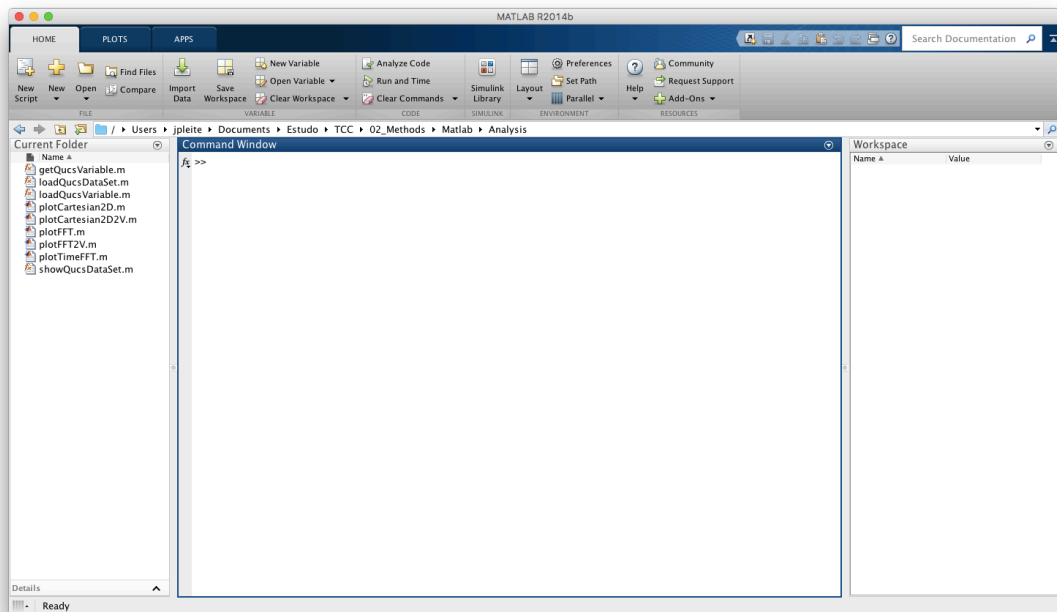 MATLAB R2014b
HOME PLOTS APPS Search Documentation
New Script New Open Find Files Compare Import Data Save Workspace New Variable Open Variable Clear Workspace Analyze Code Run and Time Clear Commands Simulink Library Layout Preferences Set Path Parallel Help Community Request Support Add-Ons
FILE VARIABLE CODE SIMULINK ENVIRONMENT RESOURCES
/ Users jpleite Documents Estudo TCC 02_Methods Matlab Analysis
Current Folder
Name
getQucsVariable.m
loadQucsDataSet.m
loadQucsVariable.m
plotCartesian2D.m
plotCartesian2D2V.m
plotFFT.m
plotFFT2V.m
plotTimeFFT.m
showQucsDataSet.m
Details
Command Window
fx >>
Workspace
Name Value
Ready